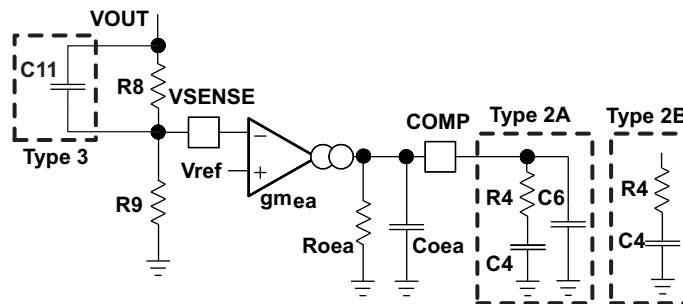 VOUT
C11
R8
VSENSE
COMP
Type 2A
Type 2B
Type 3
Vref
gmea
R9
Roea
Coea
R4
C6
C4
R4
C4
−
+